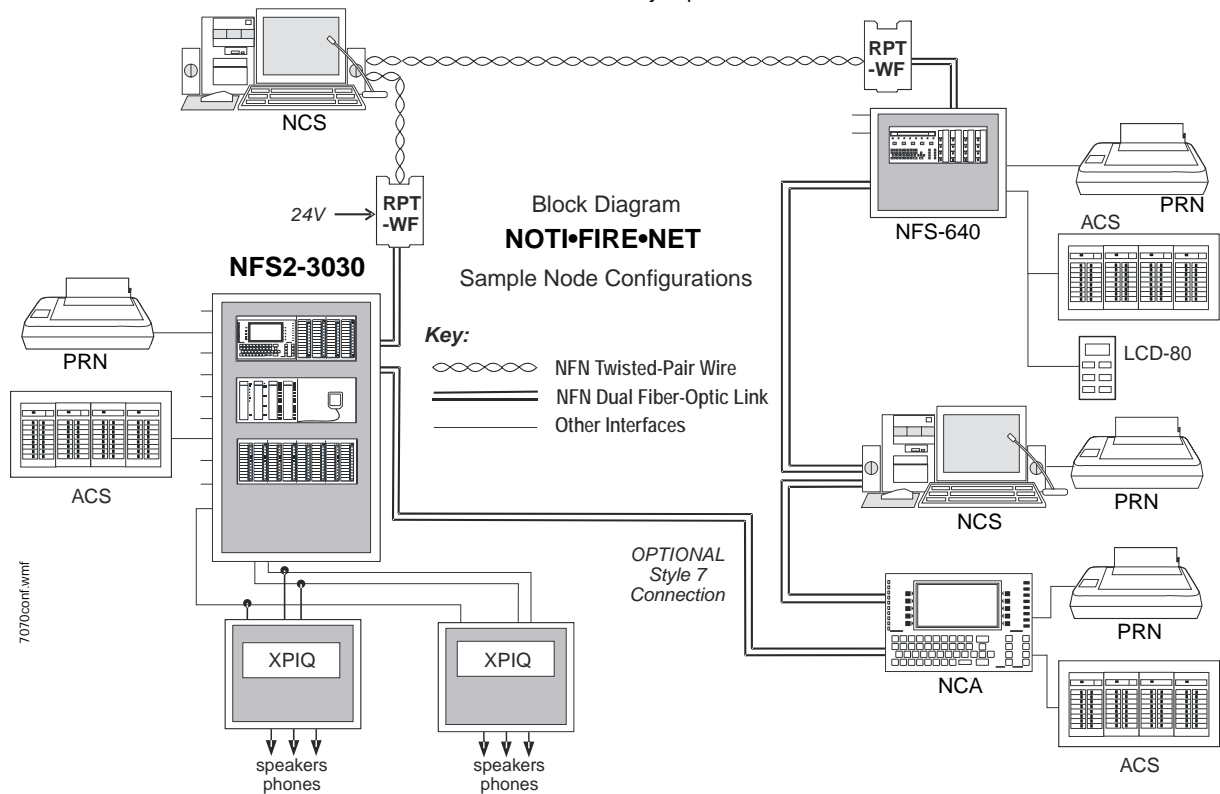 RPT
-WF
NCS
RPT
-WF
24V
Block Diagram
NOTI•FIRE•NET
Sample Node Configurations
NFS-640
PRN
ACS
NFS2-3030
PRN
Key:
NFN Twisted-Pair Wire
NFN Dual Fiber-Optic Link
Other Interfaces
LCD-80
ACS
NCS
PRN
OPTIONAL
Style 7
Connection
7070conf.wmf
NCA
PRN
XPIQ
XPIQ
ACS
speakers
phones
speakers
phones